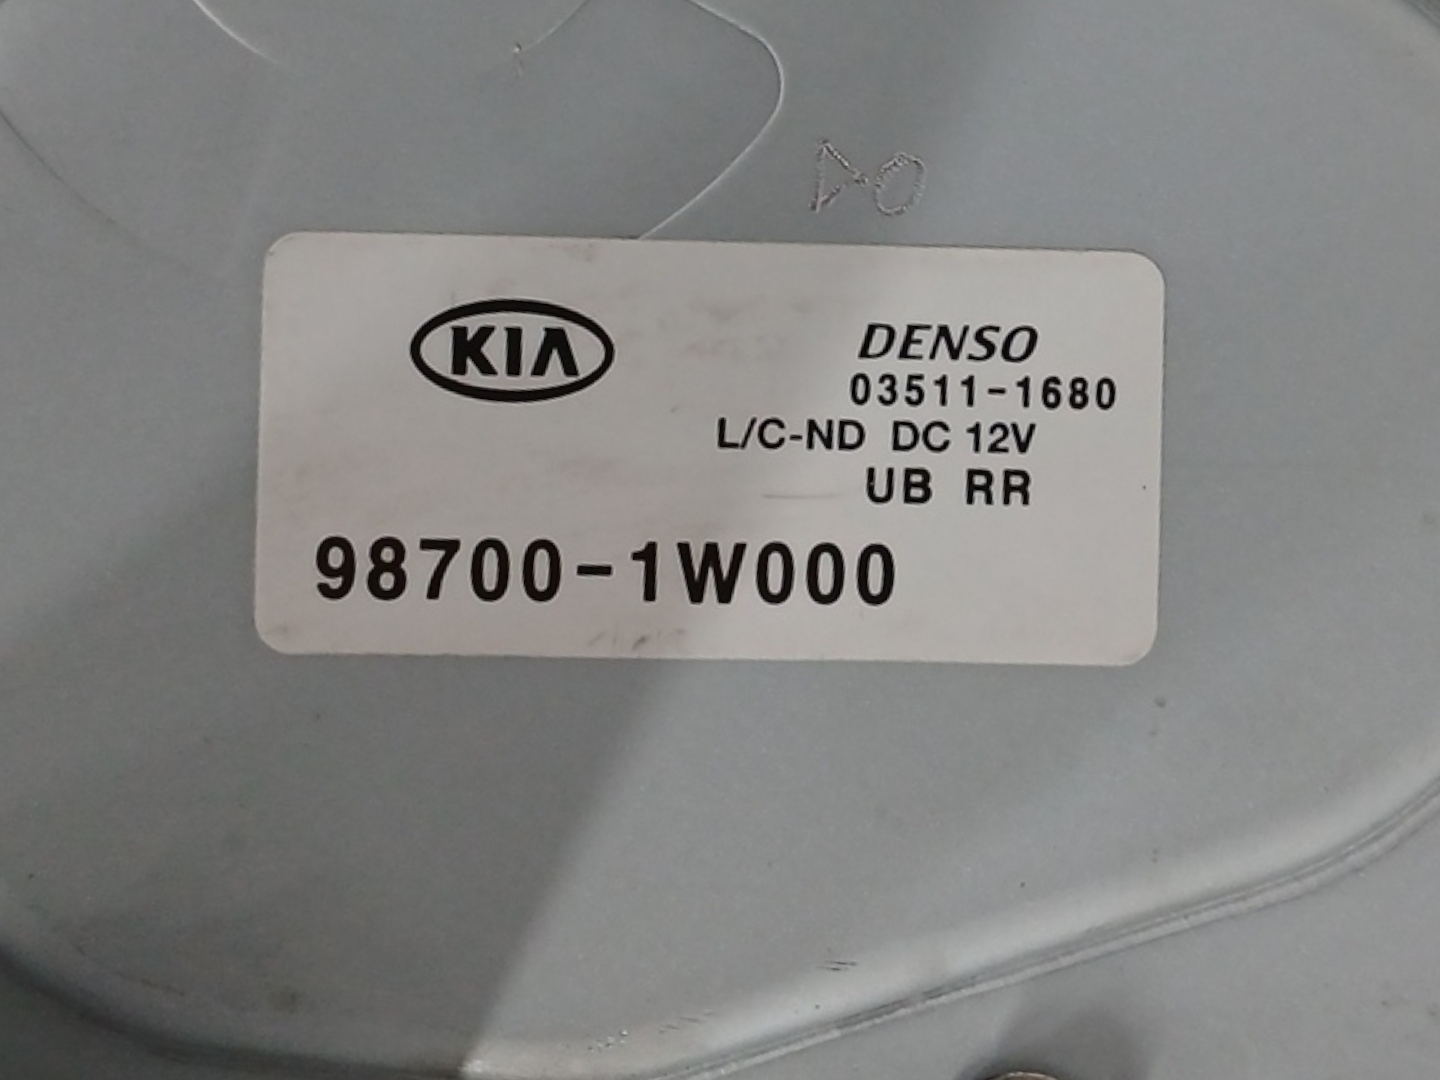 KIA
DENSO
03511-1680
L/C-ND DC 12V
UB RR
98700-1W000